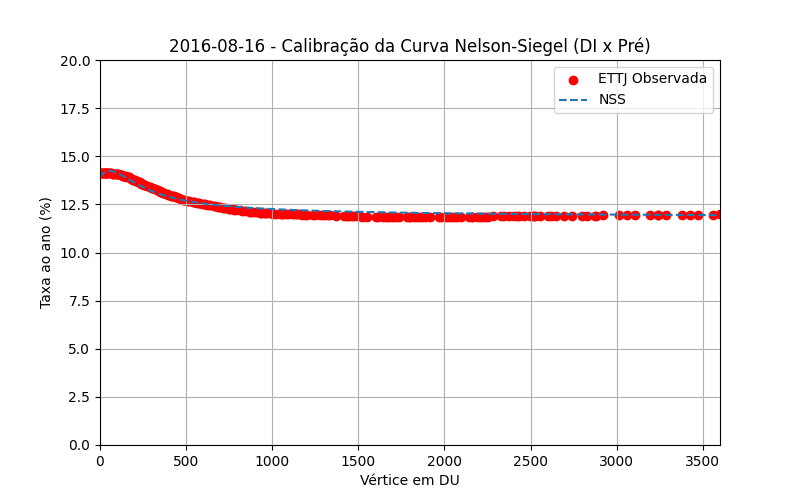 2016-08-16 - Calibração da Curva Nelson-Siegel (DI x Pré)
ETTJ Observada
NSS
Taxa ao ano (%)
20.0
17.5
15.0
12.5
10.0
7.5
5.0
2.5
0.0
0 500 1000 1500 2000 2500 3000 3500
Vértice em DU